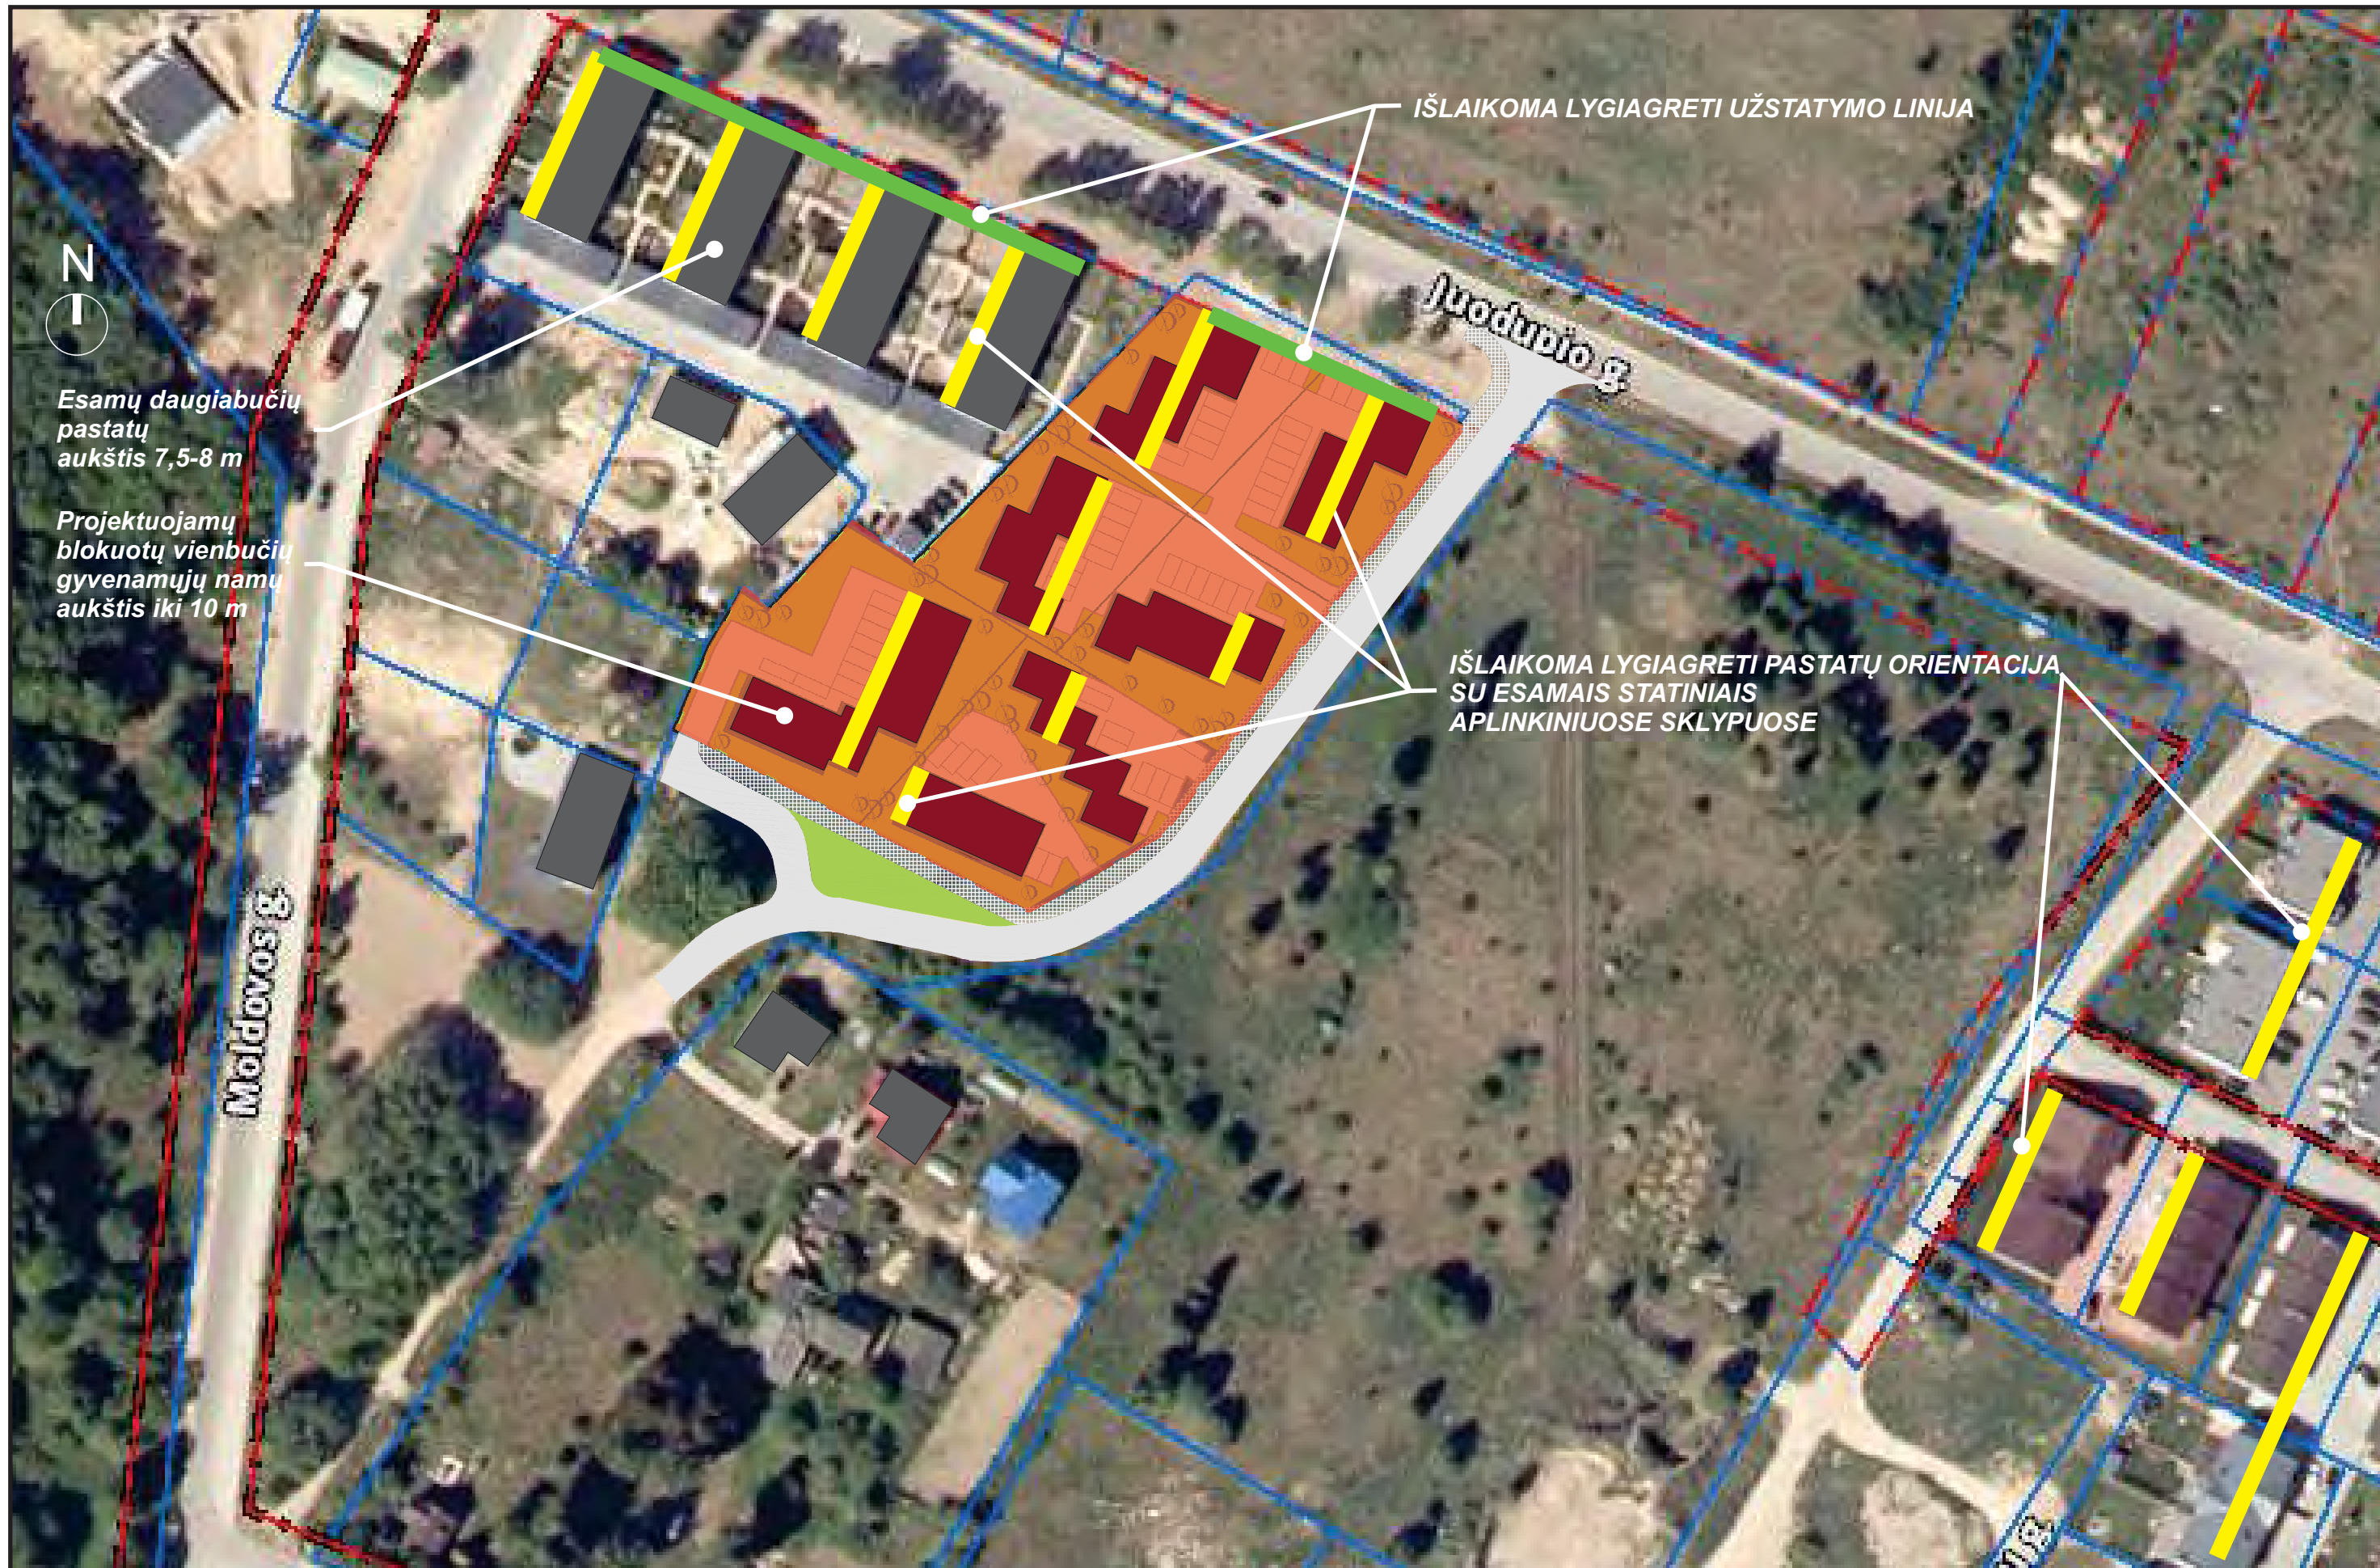 IŠLAIKOMA LYGIAGRETI UŽSTATYMO LINIJA
N
Juodupio g.
Esamų daugiabučių
pastatų
aukštis 7,5-8 m
Projektuojamų
blokuotų vienbučių
gyvenamųjų namų
aukštis iki 10 m
IŠLAIKOMA LYGIAGRETI PASTATŲ ORIENTACIJA
SU ESAMAIS STATINIAIS
APLINKINIUOSE SKLYPUOSE
Moldovos g.
g.